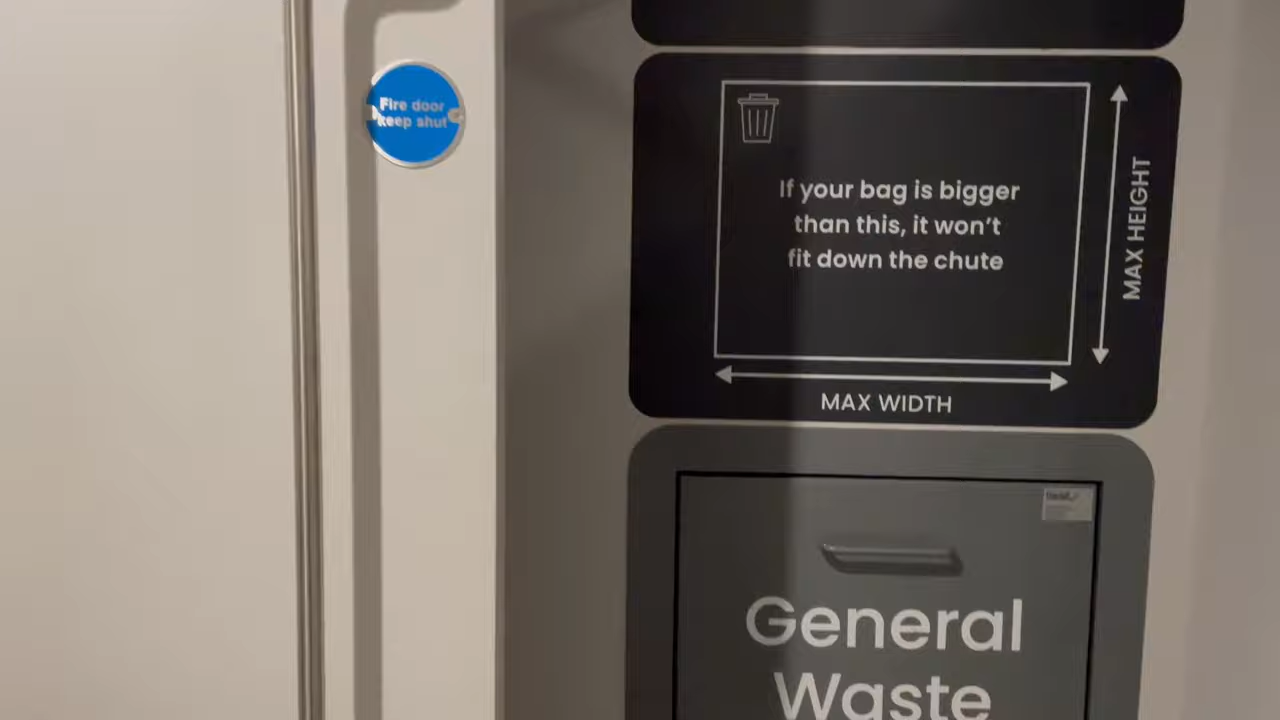 Fire door
keep shut
If your bag is bigger
than this, it won't
fit down the chute
MAX HEIGHT
MAX WIDTH
General
Waste